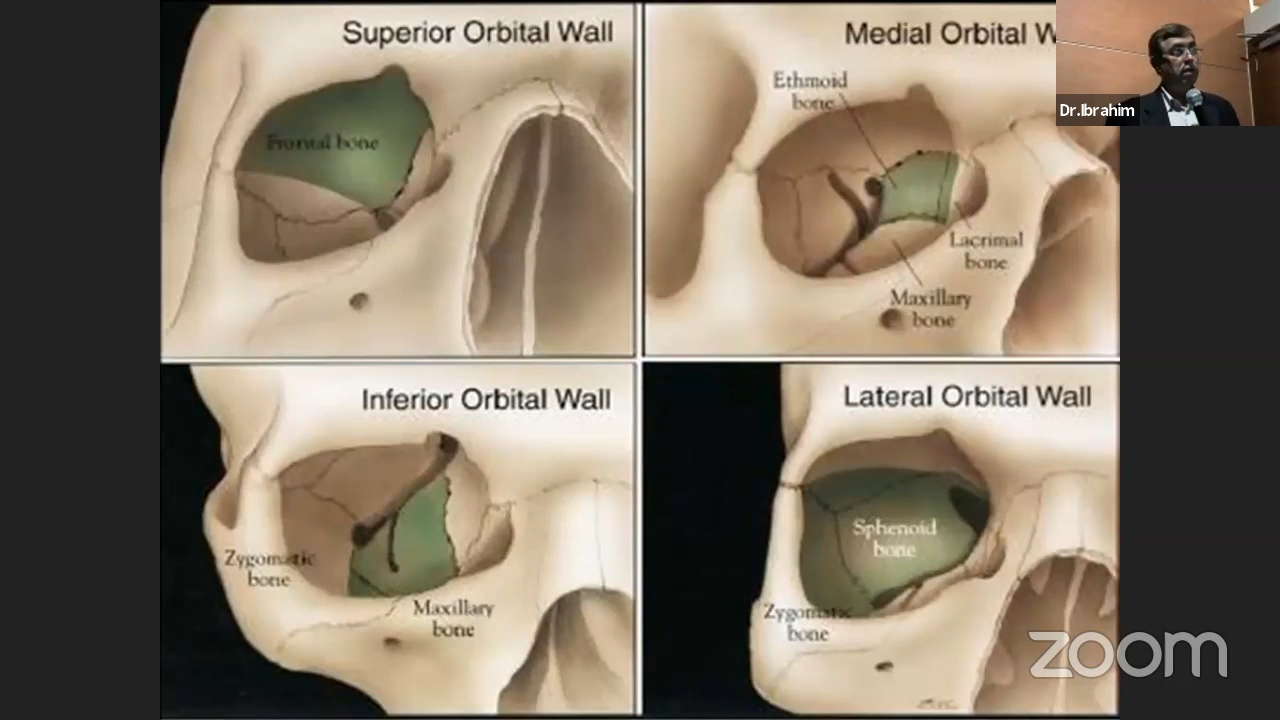 Superior Orbital Wall
Frontal bone
Medial Orbital W
Ethmoid
bone
Lacrimal
bone
Maxillary
bone
Dr.Ibrahim
Inferior Orbital Wall
Zygomatic
bone
Maxillary
bone
Lateral Orbital Wall
Sphenoid
bone
Zygomatic
bone
zoom